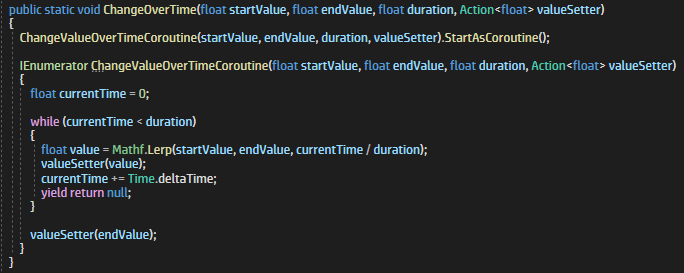 public static void ChangeOverTime(float startValue, float endValue, float duration, Action<float> valueSetter)
{
ChangeValueOverTimeCoroutine(startValue, endValue, duration, valueSetter).StartAsCoroutine();
IEnumerator ChangeValueOverTimeCoroutine(float startValue, float endValue, float duration, Action<float> valueSetter)
{
float currentTime = 0;
while (currentTime < duration)
{
float value = Mathf.Lerp(startValue, endValue, currentTime / duration);
valueSetter(value);
currentTime += Time.deltaTime;
yield return null;
}
valueSetter(endValue);
}
}